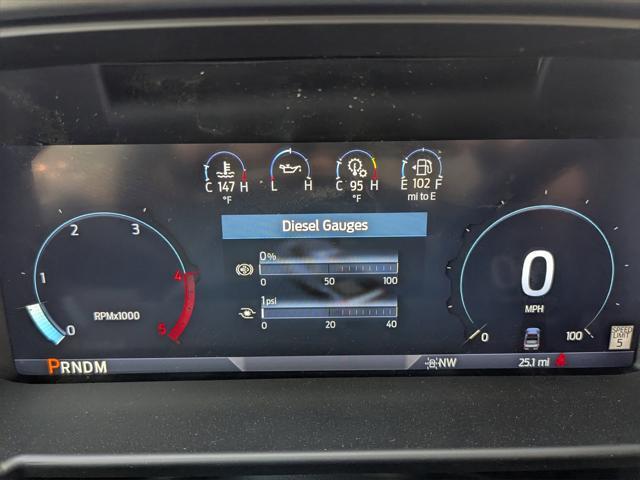 C 147 H
°F
L H
C 95 H
°F
E 102 F
mi to E
Diesel Gauges
0%
0 50 100
1psi
0 20 40
0 1 2 3 4 5
RPMx1000
0
MPH
0 100
SPEED
LIMIT
5
PRNDM
NW
25.1 mi